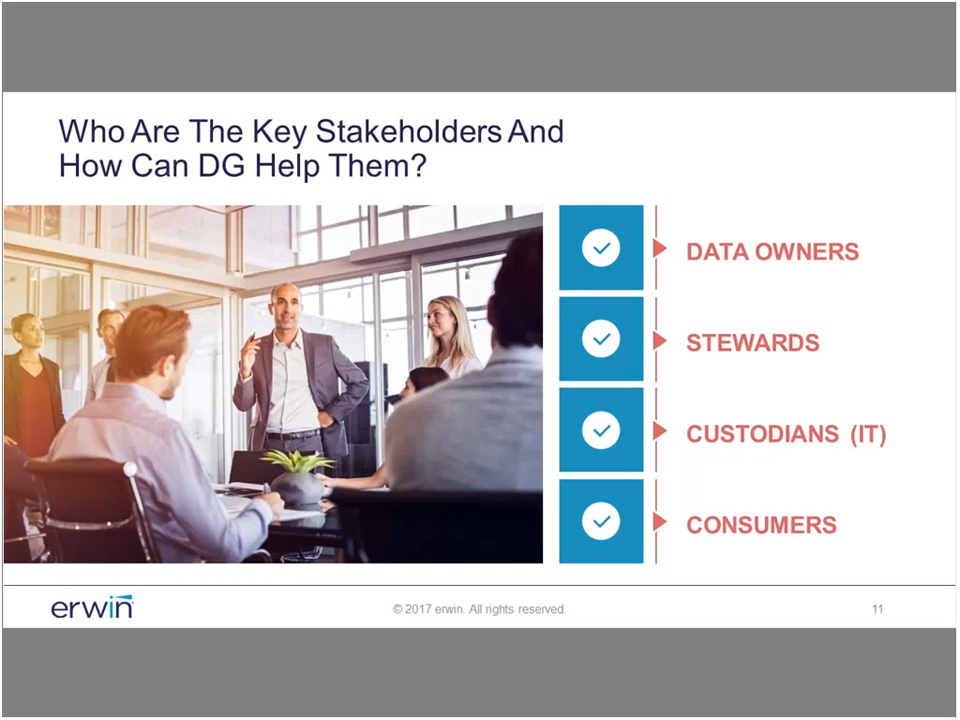 Who Are The Key Stakeholders And
How Can DG Help Them?
DATA OWNERS
STEWARDS
CUSTODIANS (IT)
CONSUMERS
erwin
© 2017 erwin. All rights reserved.
11